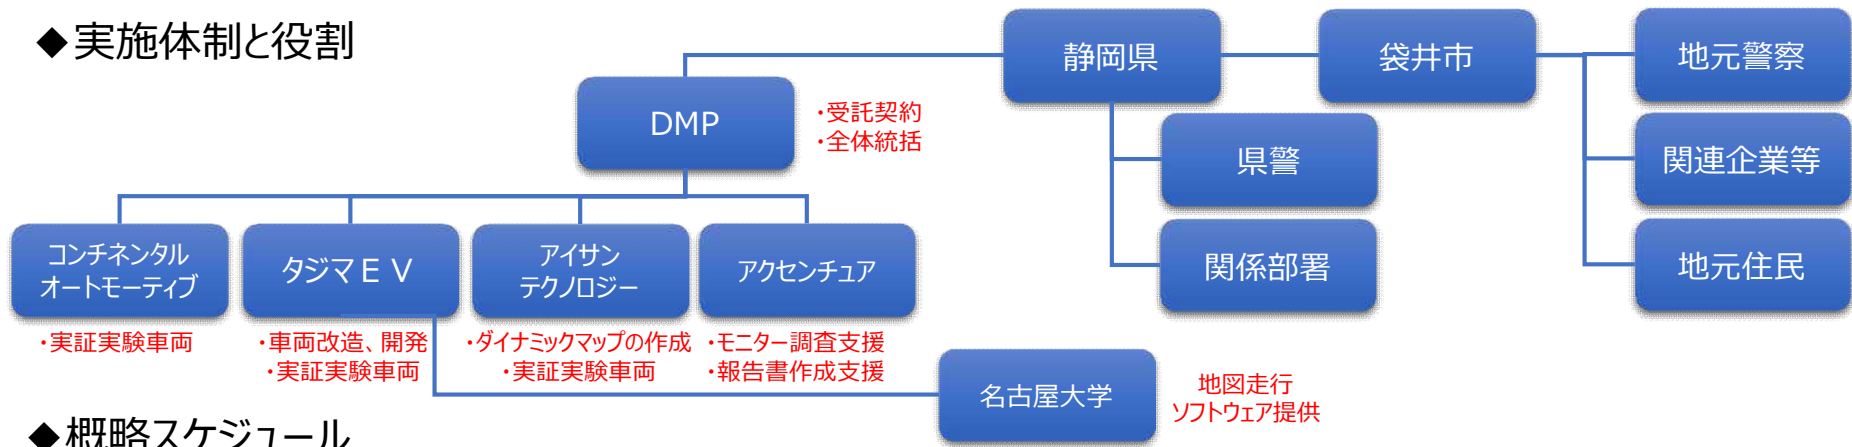 ◆実施体制と役割
静岡県
袋井市
地元警察
DMP
・受託契約
・全体統括
県警
関連企業等
関係部署
地元住民
コンチネンタル
オートモーティブ
タジマEV
アイサン
テクノロジー
アクセンチュア
・実証実験車両
・車両改造、開発
・実証実験車両
・ダイナミックマップの作成
・実証実験車両
・モニター調査支援
・報告書作成支援
名古屋大学
地図走行
ソフトウェア提供
◆概略スケジュール